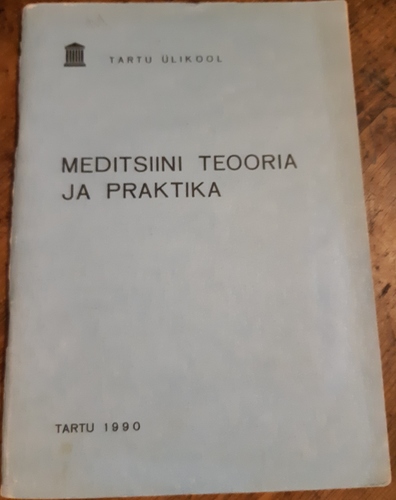 TARTU ÜLIKOOL
MEDITSIINI TEOORIA
JA PRAKTIKA
TARTU 1990